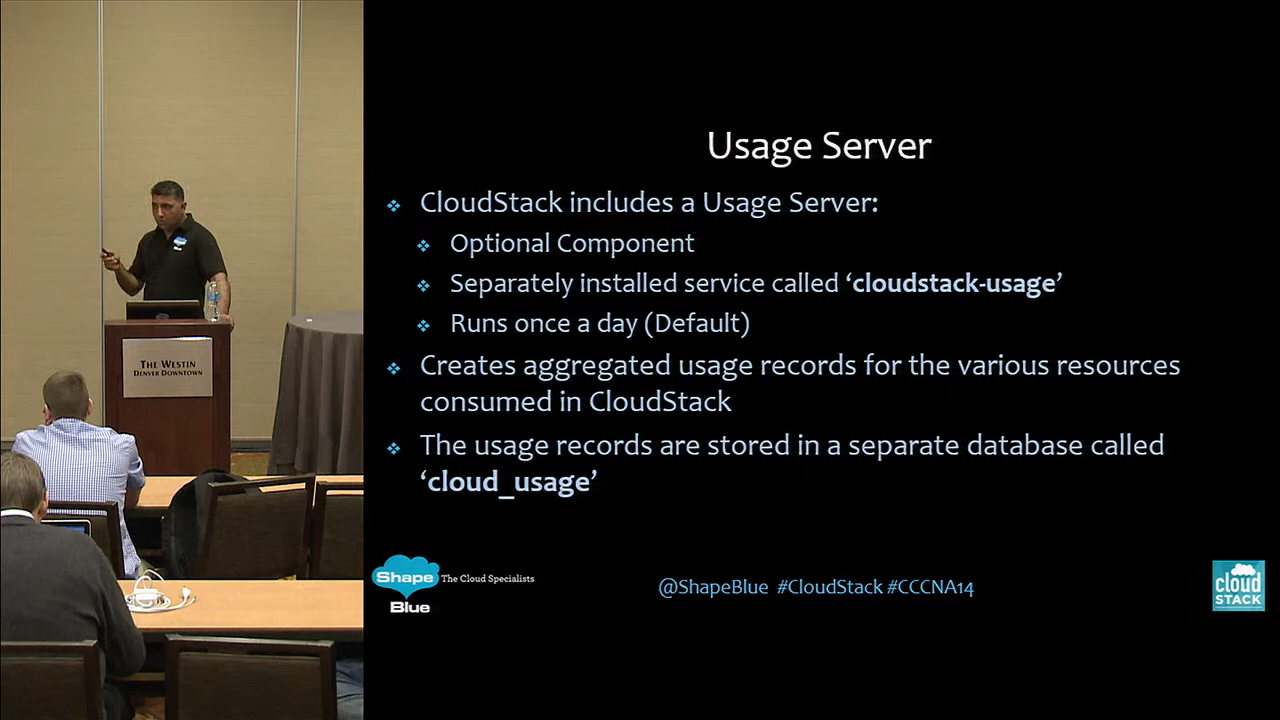 THE WESTIN
DENVER DOWNTOWN
Usage Server
CloudStack includes a Usage Server:
Optional Component
Separately installed service called ‘cloudstack-usage’
Runs once a day (Default)
Creates aggregated usage records for the various resources
consumed in CloudStack
The usage records are stored in a separate database called
‘cloud_usage’
Shape
Blue
The Cloud Specialists
@ShapeBlue #CloudStack #CCCNA14
cloud
STACK